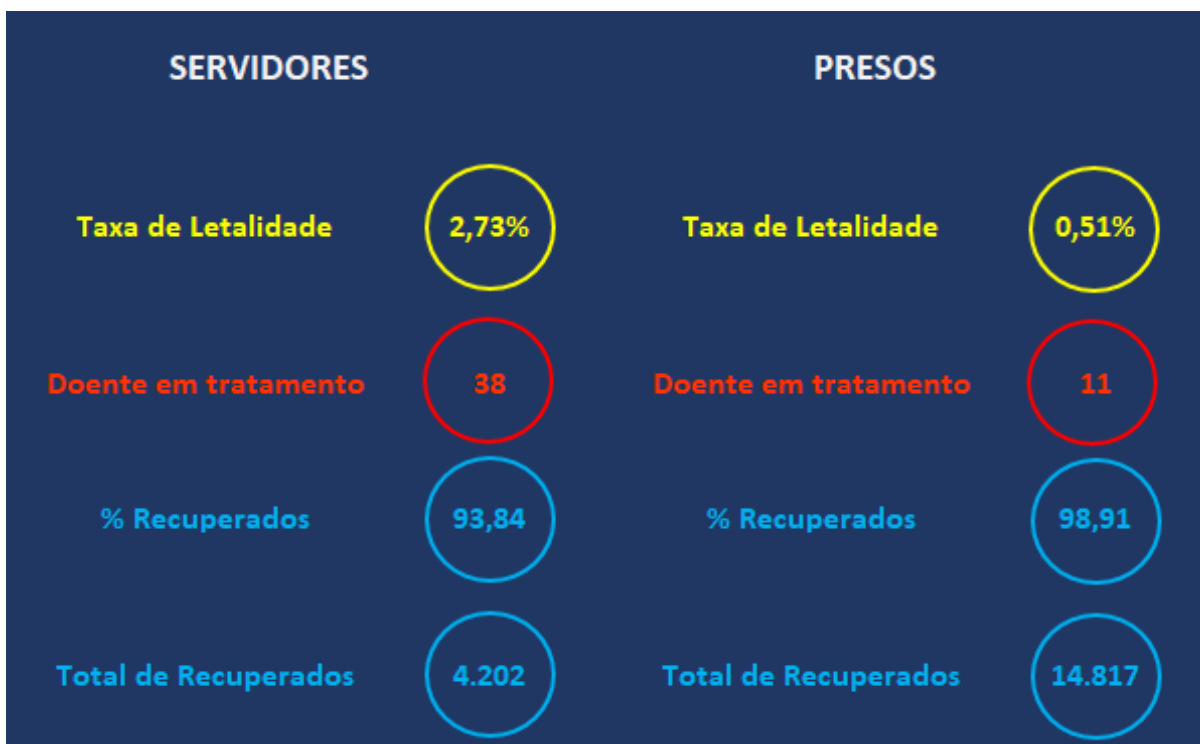 SERVIDORES
PRESOS
Taxa de Letalidade 2,73%
Taxa de Letalidade 0,51%
Doente em tratamento 38
Doente em tratamento 11
% Recuperados 93,84
% Recuperados 98,91
Total de Recuperados 4.202
Total de Recuperados 14.817